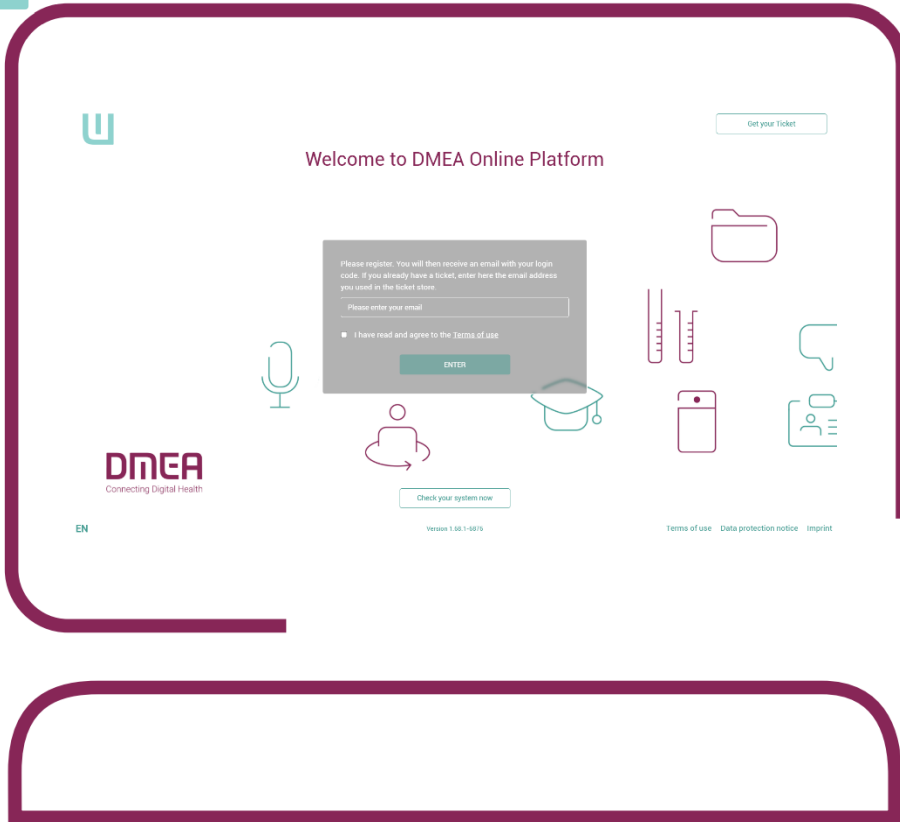 Get your Ticket
Welcome to DMEA Online Platform
Please register. You will then receive an email with your login
code. If you already have a ticket, enter here the email address
you used in the ticket store.
Please enter your email
I have read and agree to the Terms of use
ENTER
DMEA
Connecting Digital Health
Check your system now
EN
Version
Terms of use Data protection notice Imprint